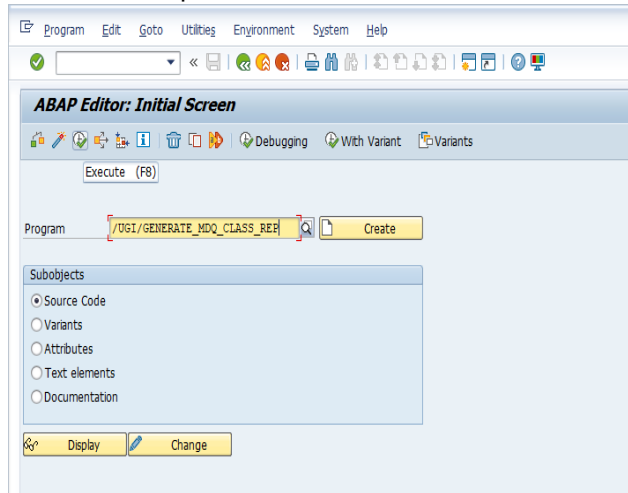 Program Edit Goto Utilities Environment System Help
ABAP Editor: Initial Screen
Debugging With Variant Variants
Execute (F8)
Program /UGI/GENERATE_MDQ_CLASS_REP Create
Subobjects
Source Code
Variants
Attributes
Text elements
Documentation
Display Change